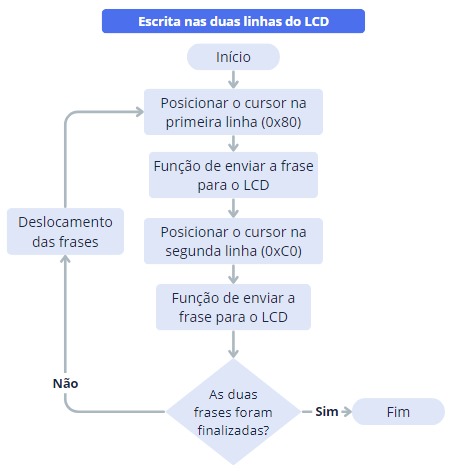 Escrita nas duas linhas do LCD
Início
Posicionar o cursor na
primeira linha (0x80)
Função de enviar a frase
para o LCD
Posicionar o cursor na
segunda linha (0xC0)
Deslocamento
das frases
Função de enviar a
frase para o LCD
Não
As duas
frases foram
finalizadas?
Sim
Fim